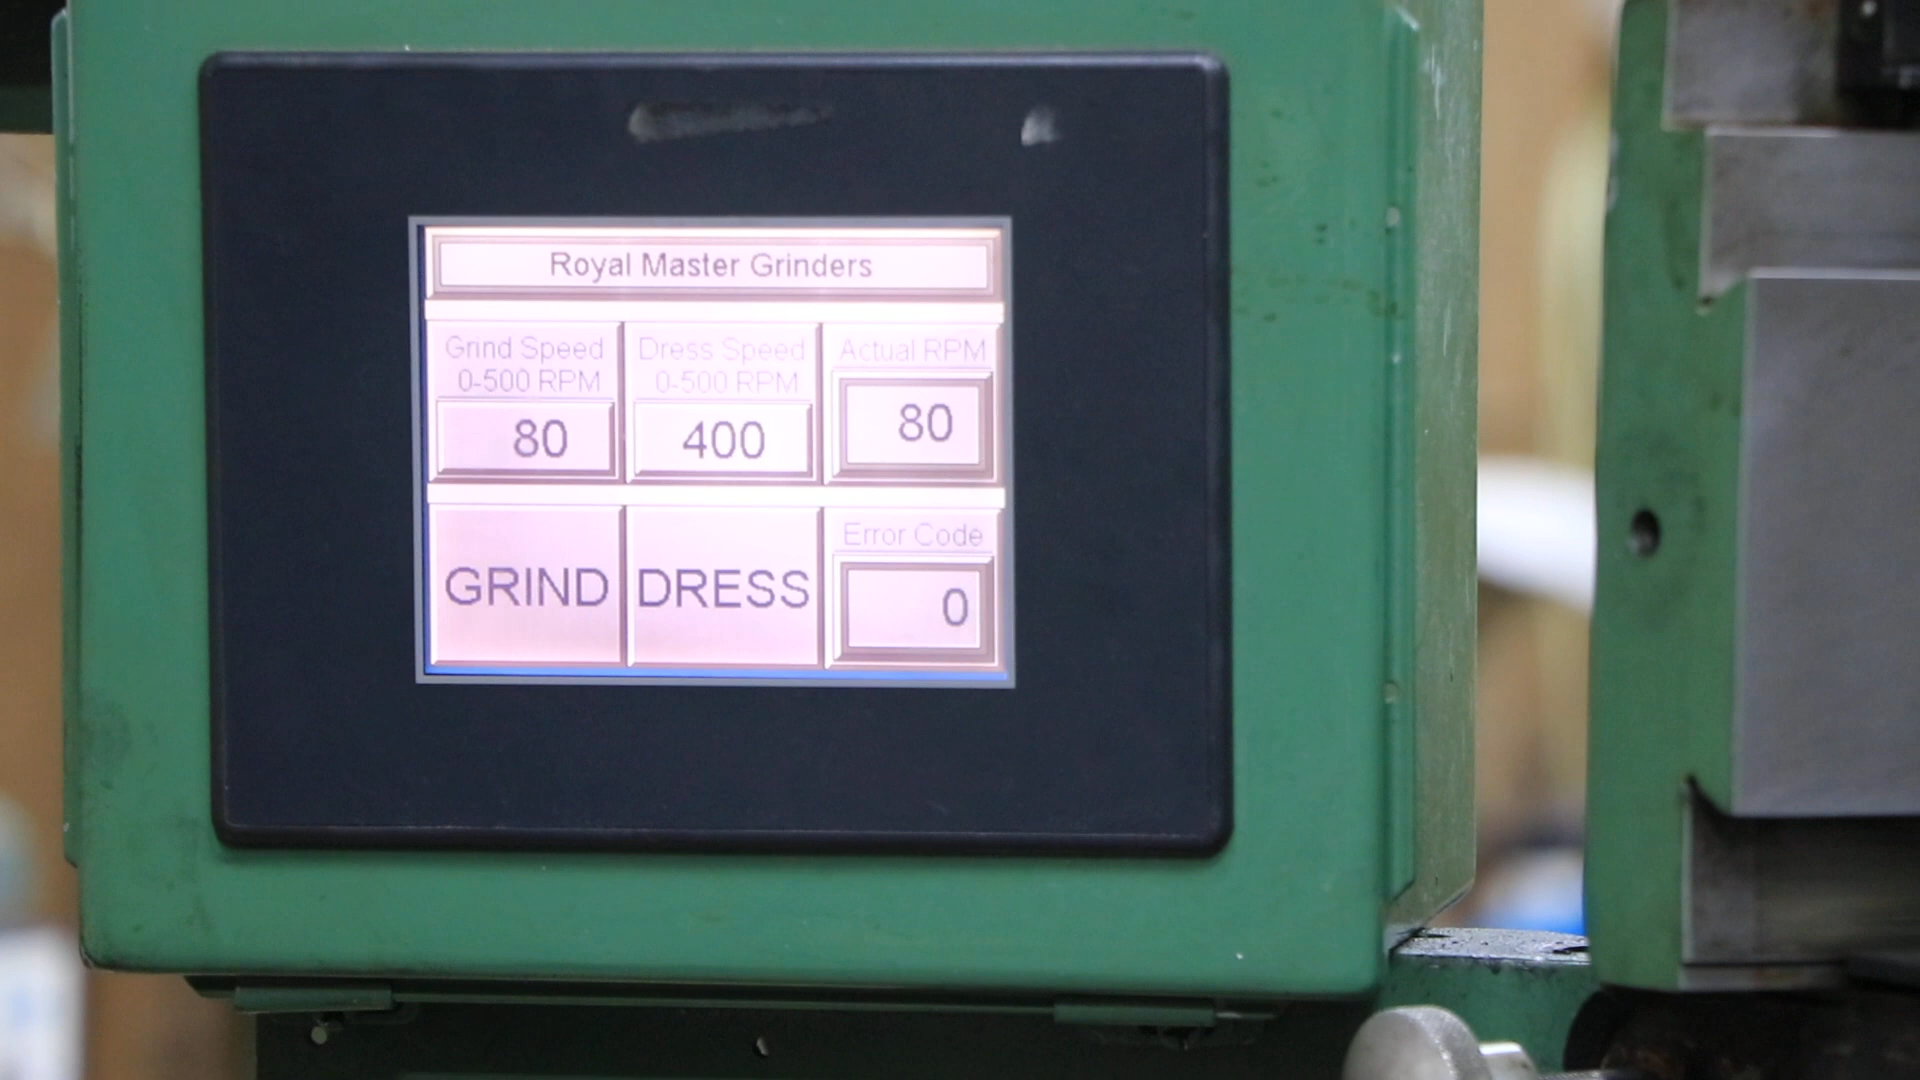 Royal Master Grinders
Grind Speed
0-500 RPM
80
Dress Speed
0-500 RPM
400
Actual RPM
80
GRIND
DRESS
Error Code
0